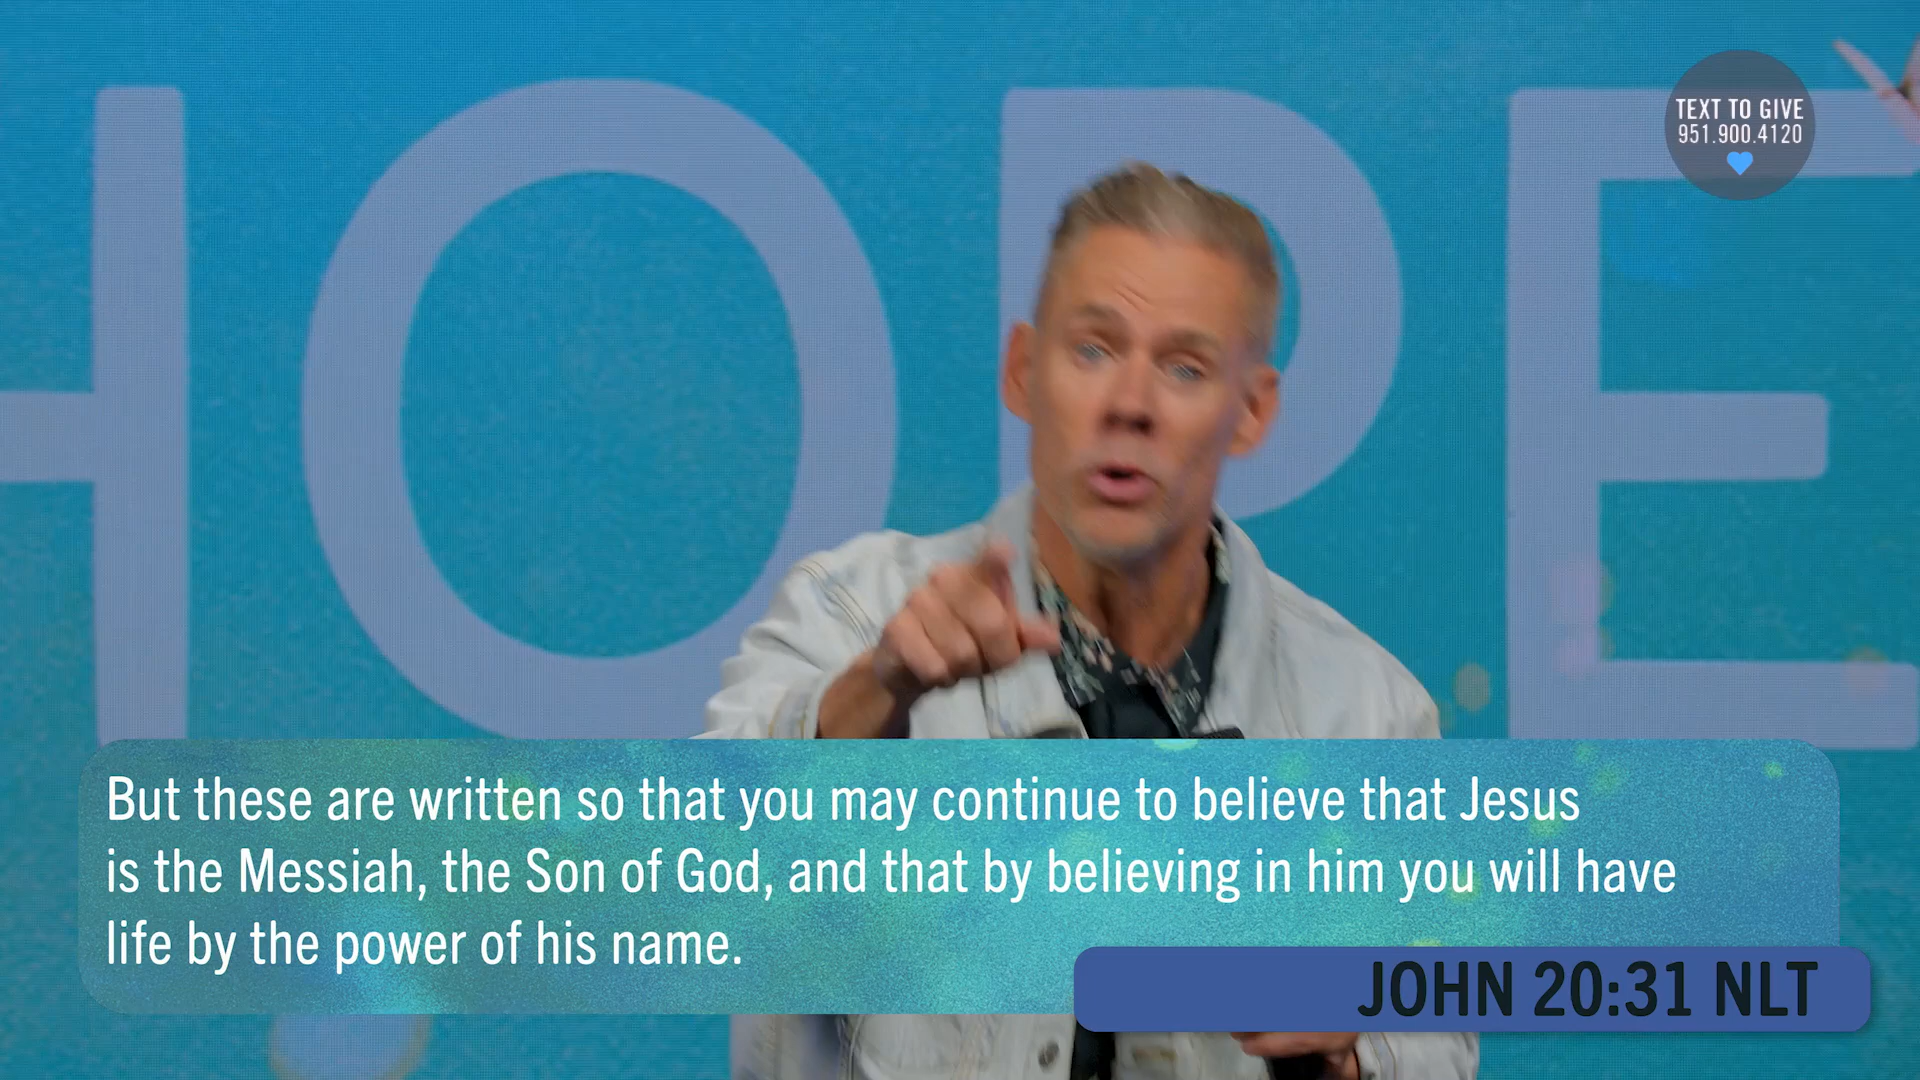 HOPE
TEXT TO GIVE
951.900.4120
But these are written so that you may continue to believe that Jesus
is the Messiah, the Son of God, and that by believing in him you will have
life by the power of his name.
JOHN 20:31 NLT